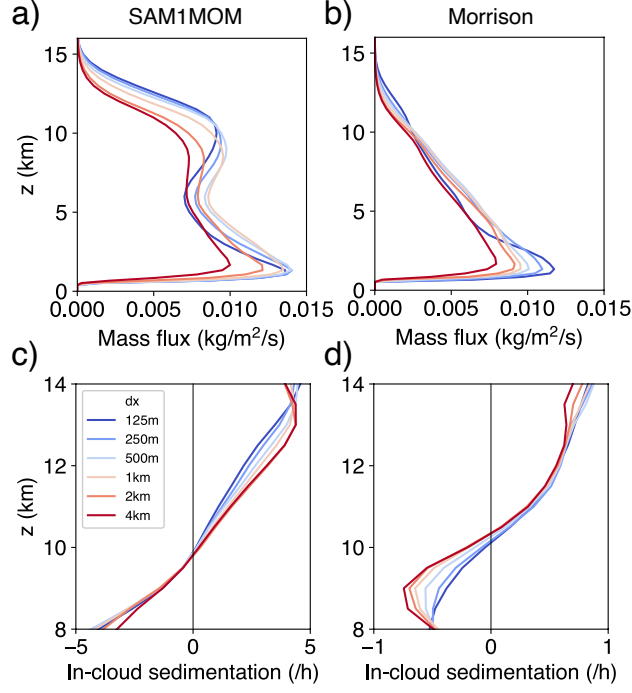 a) SAM1MOM
b) Morrison
z (km)
15
10
5
0
0.000 0.005 0.010 0.015
Mass flux (kg/m²/s)
15
10
5
0
0.000 0.005 0.010 0.015
Mass flux (kg/m²/s)
c)
d)
z (km)
14
12
10
8
dx
125m
250m
500m
1km
2km
4km
−5 0 5
In-cloud sedimentation (/h)
14
12
10
8
−1 0 1
In-cloud sedimentation (/h)